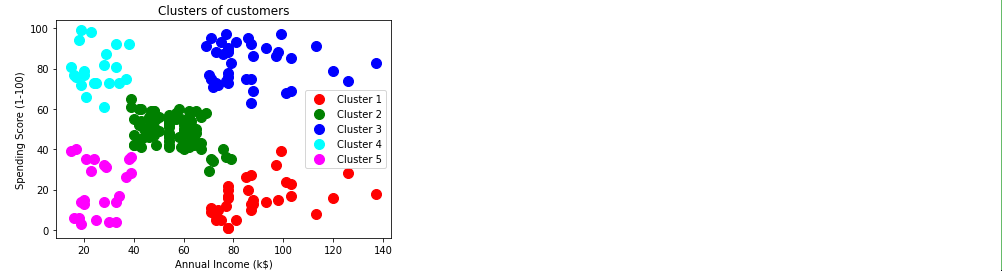 Clusters of customers
100
80
60
40
20
0
Spending Score (1-100)
Cluster 1
Cluster 2
Cluster 3
Cluster 4
Cluster 5
20 40 60 80 100 120 140
Annual Income (k$)